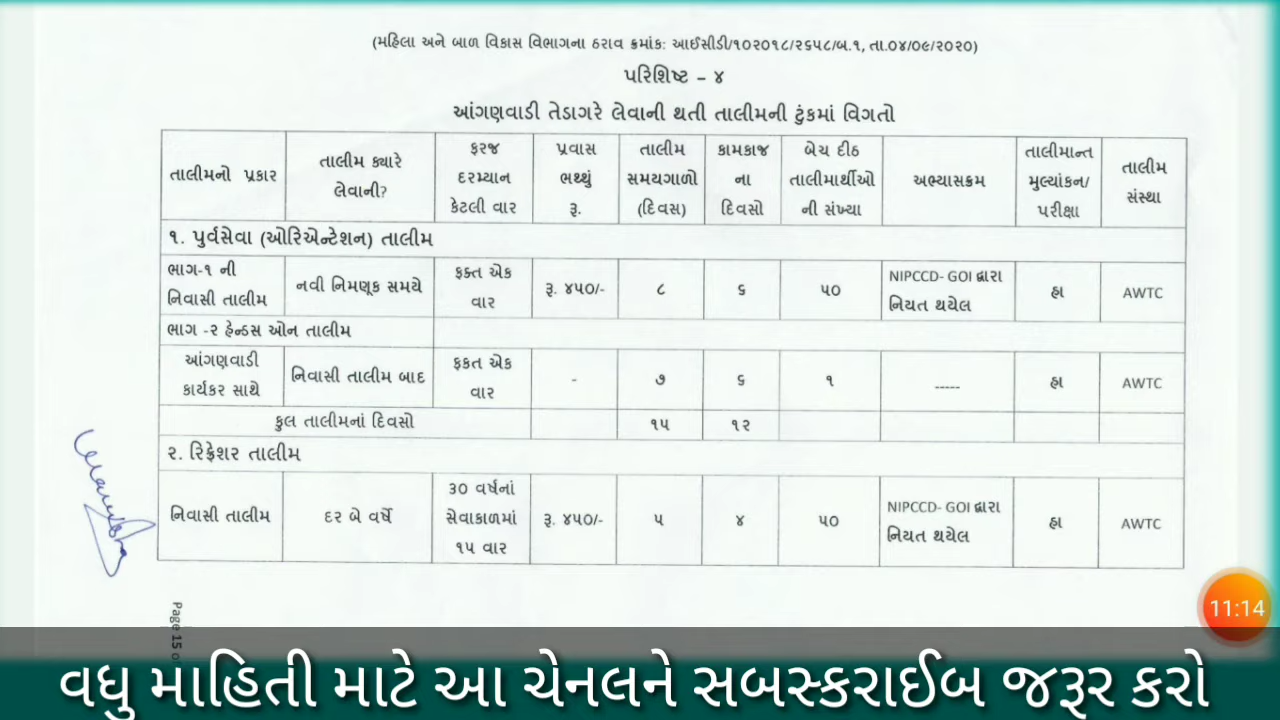 (મહિલા અને બાળ વિકાસ વિભાગના ઠરાવ ક્રમાંક: આઈસીડી/૧૦૨૦૧૮/૨૬૫૮/બ.૧, તા.૦૪/૦૯/૨૦૨૦)
પરિશિષ્ટ – ૪
આંગણવાડી તેડાગરે લેવાની થતી તાલીમની ટુંકમાં વિગતો
તાલીમનો પ્રકાર
તાલીમ ક્યારે
લેવાની?
ફરજ
દરમ્યાન
કેટલી વાર
પ્રવાસ
ભથ્થું
રૂ.
તાલીમ
સમયગાળો
(દિવસ)
કામકાજ
ના
દિવસો
બેચ દીઠ
તાલીમાર્થીઓ
ની સંખ્યા
અભ્યાસક્રમ
તાલીમાન્ત
મુલ્યાંકન/
પરીક્ષા
તાલીમ
સંસ્થા
૧. પુર્વસેવા (ઓરિએન્ટેશન) તાલીમ
ભાગ-૧ ની
નિવાસી તાલીમ
નવી નિમણૂક સમયે
ફક્ત એક
વાર
રૂ. ૪૫૦/-
૮
૬
૫૦
NIPCCD- GOI દ્વારા
નિયત થયેલ
હા
AWTC
ભાગ -૨ હેન્ડસ ઓન તાલીમ
આંગણવાડી
કાર્યકર સાથે
નિવાસી તાલીમ બાદ
ફકત એક
વાર
-
૭
૬
૧
-----
હા
AWTC
કુલ તાલીમનાં દિવસો
૧૫
૧૨
૨. રિફ્રેશર તાલીમ
નિવાસી તાલીમ
દર બે વર્ષે
૩૦ વર્ષનાં
સેવાકાળમાં
૧૫ વાર
રૂ. ૪૫૦/-
૫
૪
૫૦
NIPCCD- GOI દ્વારા
નિયત થયેલ
હા
AWTC
Page 15
11:14
વધુ માહિતી માટે આ ચેનલને સબસ્કરાઈબ જરૂર કરો